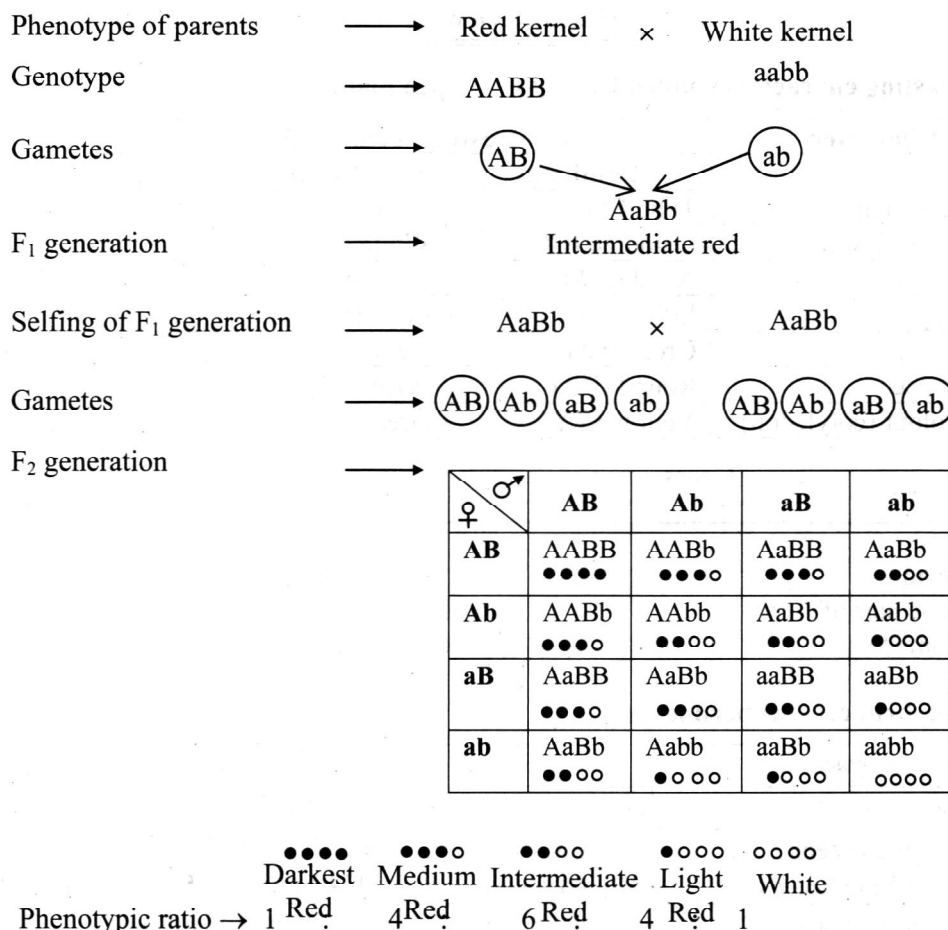 Phenotype of parents → Red kernel × White kernel
Genotype → AABB aabb
Gametes → AB ab
AaBb
F₁ generation → Intermediate red
Selfing of F₁ generation → AaBb × AaBb
Gametes → AB Ab aB ab AB Ab aB ab
F₂ generation →
♀ ♂ AB Ab aB ab
AB AABB AABb AaBB AaBb
●●●● ●●●○ ●●●○ ●●○○
Ab AABb AAbb AaBb Aabb
●●●○ ●●○○ ●●○○ ●○○○
aB AaBB AaBb aaBB aaBb
●●●○ ●●○○ ●●○○ ●○○○
ab AaBb Aabb aaBb aabb
●●○○ ●○○○ ●○○○ ○○○○
●●●● ●●●○ ●●○○ ●○○○ ○○○○
Darkest Medium Intermediate Light White
Red Red Red Red
Phenotypic ratio → 1 : 4 : 6 : 4 : 1